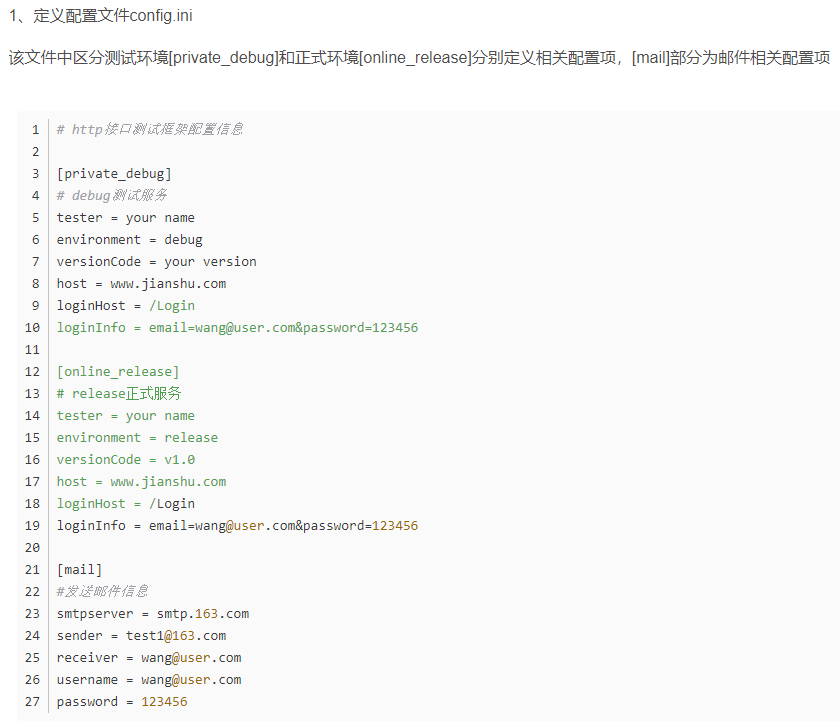 1、定义配置文件config.ini
该文件中区分测试环境[private_debug]和正式环境[online_release]分别定义相关配置项，[mail]部分为邮件相关配置项
1 # http接口测试框架配置信息
2
3 [private_debug]
4 # debug测试服务
5 tester = your name
6 environment = debug
7 versionCode = your version
8 host = www.jianshu.com
9 loginHost = /Login
10 loginInfo = email=wang@user.com&password=123456
11
12 [online_release]
13 # release正式服务
14 tester = your name
15 environment = release
16 versionCode = v1.0
17 host = www.jianshu.com
18 loginHost = /Login
19 loginInfo = email=wang@user.com&password=123456
20
21 [mail]
22 #发送邮件信息
23 smtpserver = smtp.163.com
24 sender = test1@163.com
25 receiver = wang@user.com
26 username = wang@user.com
27 password = 123456